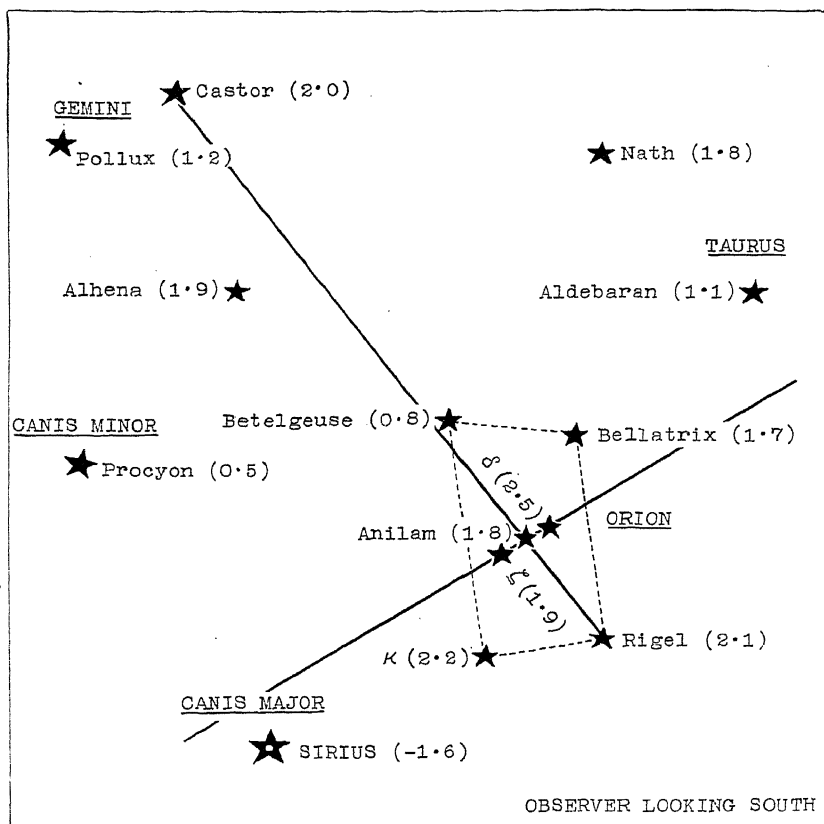 Castor (2·0)
GEMINI
Pollux (1·2)
Nath (1·8)
TAURUS
Alhena (1·9)
Aldebaran (1·1)
Betelgeuse (0·8)
CANIS MINOR
Bellatrix (1·7)
Procyon (0·5)
δ (2·5)
ORION
Anilam (1·8)
ζ (1·9)
Rigel (2·1)
κ (2·2)
CANIS MAJOR
SIRIUS (-1·6)
OBSERVER LOOKING SOUTH